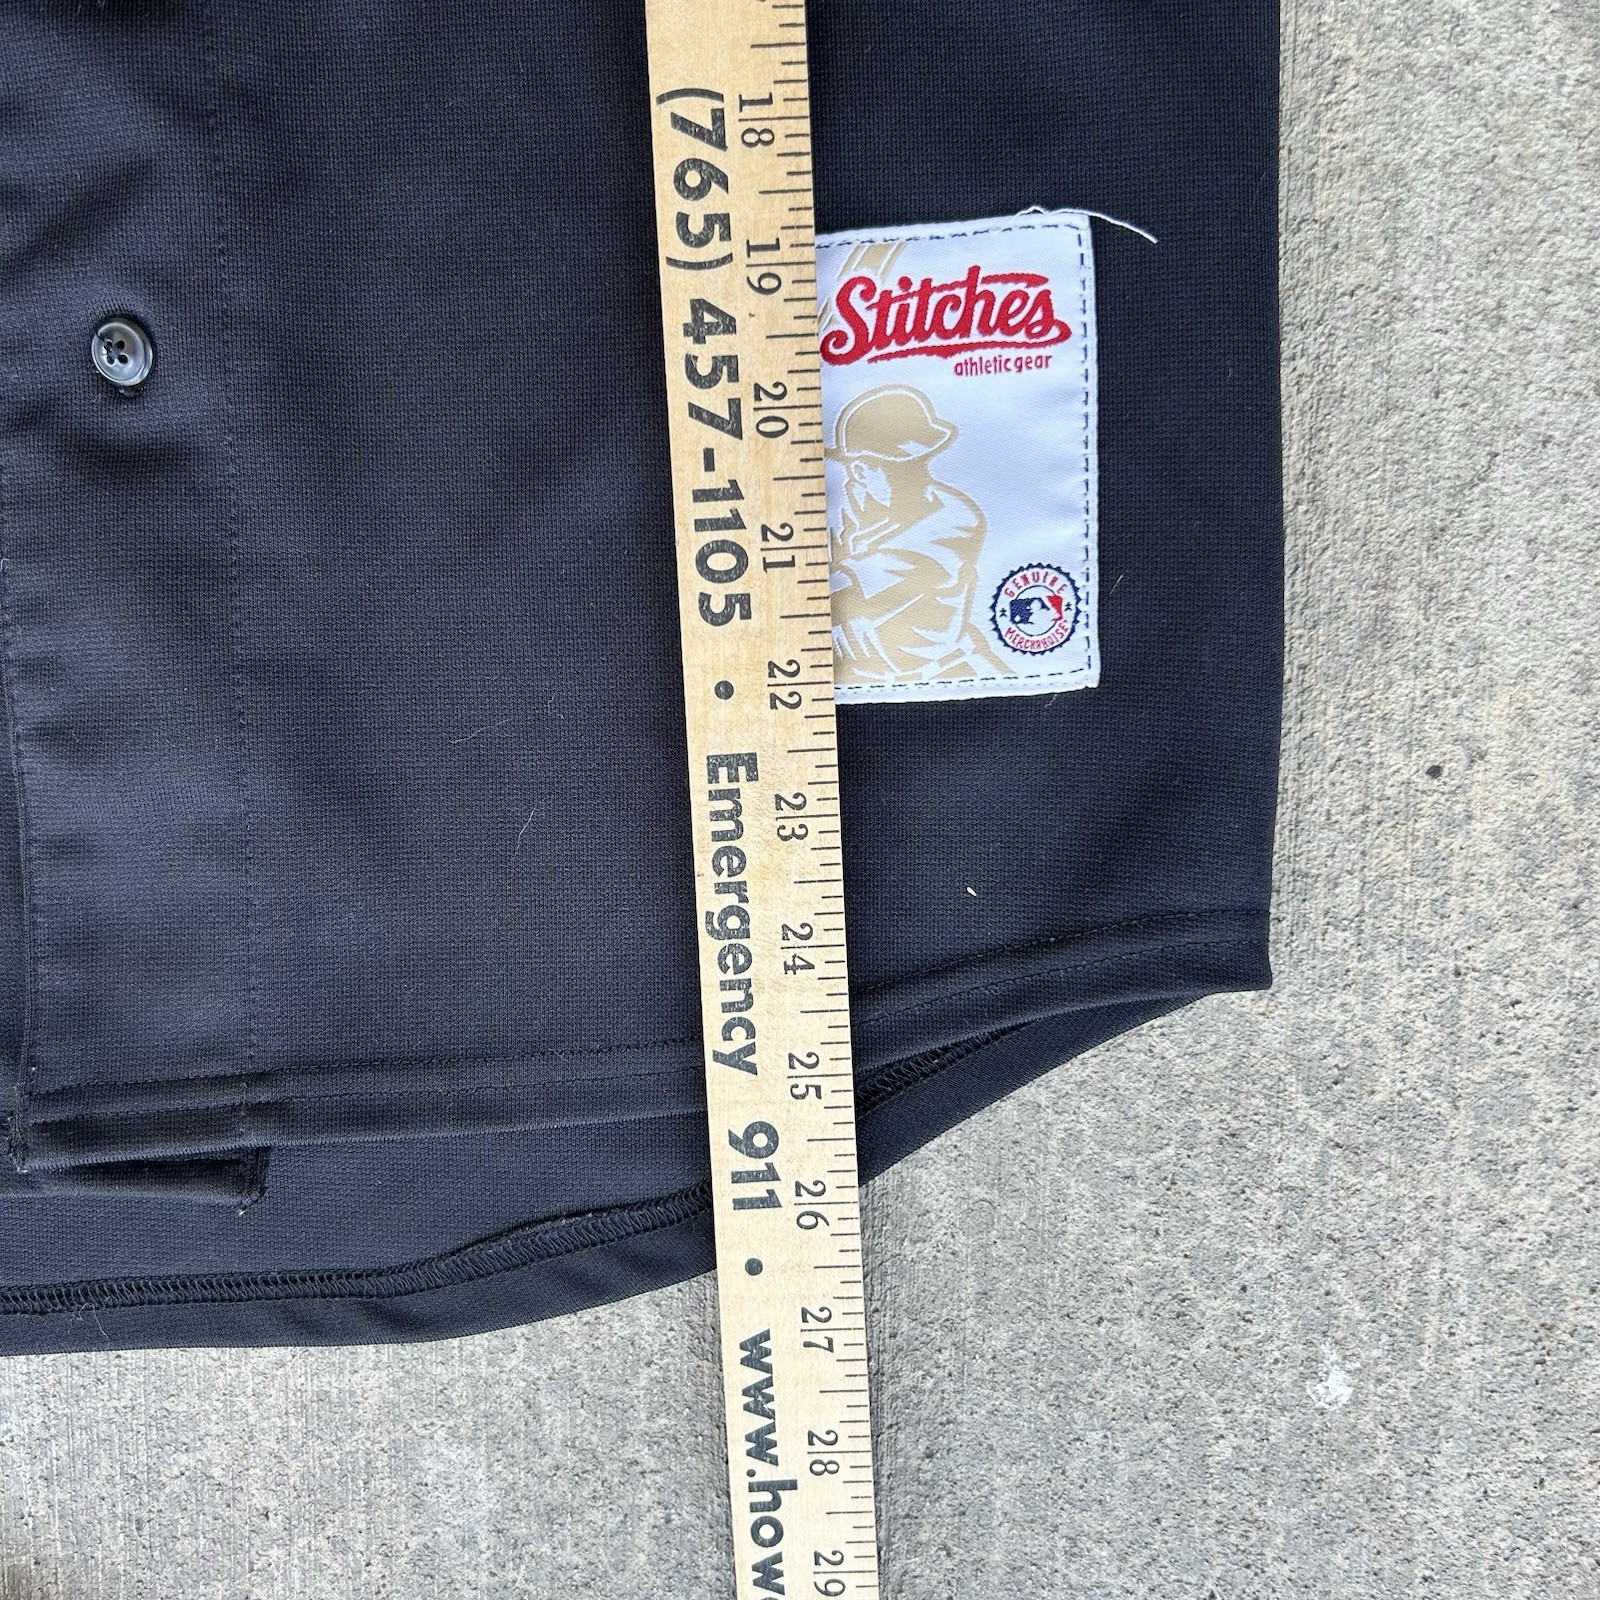 18
19
20
21
22
23
24
25
26
27
28
29
(765) 457-1105 • Emergency 911 • www.how
Stitches
athletic gear
GENUINE
MERCHANDISE